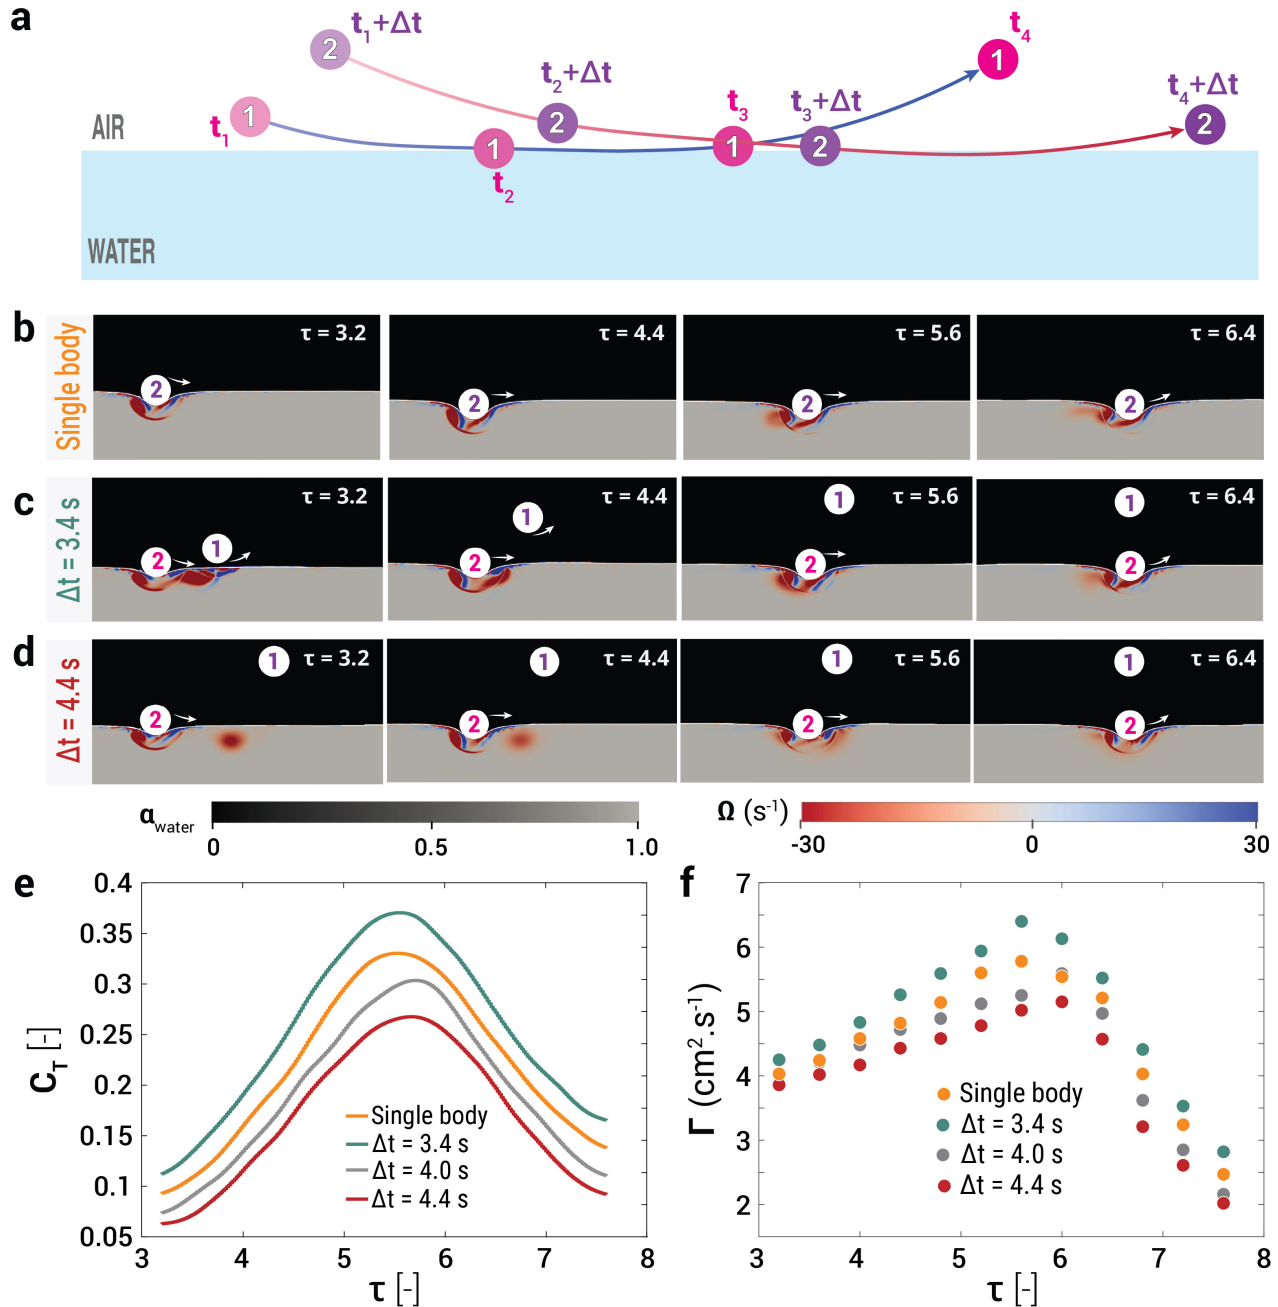 a
t1+Δt
2
t2+Δt
2
1
t1
AIR
1
t2
t3
1
t3+Δt
2
t4
1
t4+Δt
2
WATER
b
Single body
τ = 3.2
2
τ = 4.4
2
τ = 5.6
2
τ = 6.4
2
c
Δt = 3.4 s
τ = 3.2
1
2
τ = 4.4
1
2
τ = 5.6
1
2
τ = 6.4
1
2
d
Δt = 4.4 s
τ = 3.2
1
2
τ = 4.4
1
2
τ = 5.6
1
2
τ = 6.4
1
2
αwater
0
0.5
1.0
Ω (s-1)
-30
0
30
e
0.4
0.35
0.3
0.25
0.2
0.15
0.1
0.05
CT [-]
Single body
Δt = 3.4 s
Δt = 4.0 s
Δt = 4.4 s
3
4
5
6
7
8
τ [-]
f
7
6
5
4
3
2
Γ (cm2.s-1)
Single body
Δt = 3.4 s
Δt = 4.0 s
Δt = 4.4 s
3
4
5
6
7
8
τ [-]